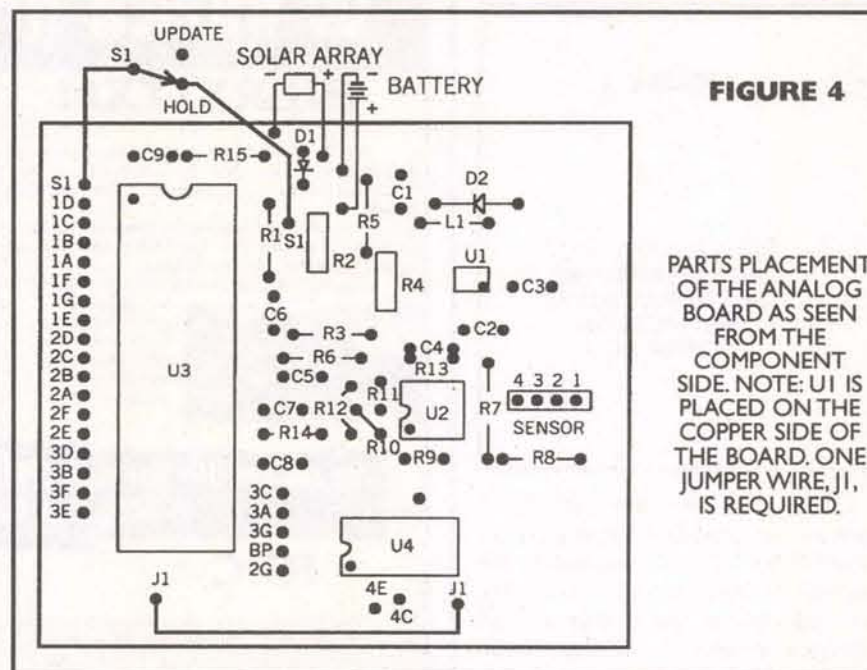 UPDATE
S1
SOLAR ARRAY
- +
- BATTERY
+
HOLD
FIGURE 4
D1
C9 R15
C1
D2
S1
1D
1C
1B
1A
1F
1G
1E
2D
2C
2B
2A
2F
2E
3D
3B
3F
3E
R1
S1
R2
R5
L1
R4
U1
C3
C6
R3
C2
U3
R6
C4
C5
R13
C7
R12
R11
U2
R7
4 3 2 1
SENSOR
R14
R10
C8
R9
R8
3C
3A
3G
BP
2G
U4
J1
4E
4C
J1
PARTS PLACEMENT
OF THE ANALOG
BOARD AS SEEN
FROM THE
COMPONENT
SIDE. NOTE: U1 IS
PLACED ON THE
COPPER SIDE OF
THE BOARD. ONE
JUMPER WIRE, J1,
IS REQUIRED.